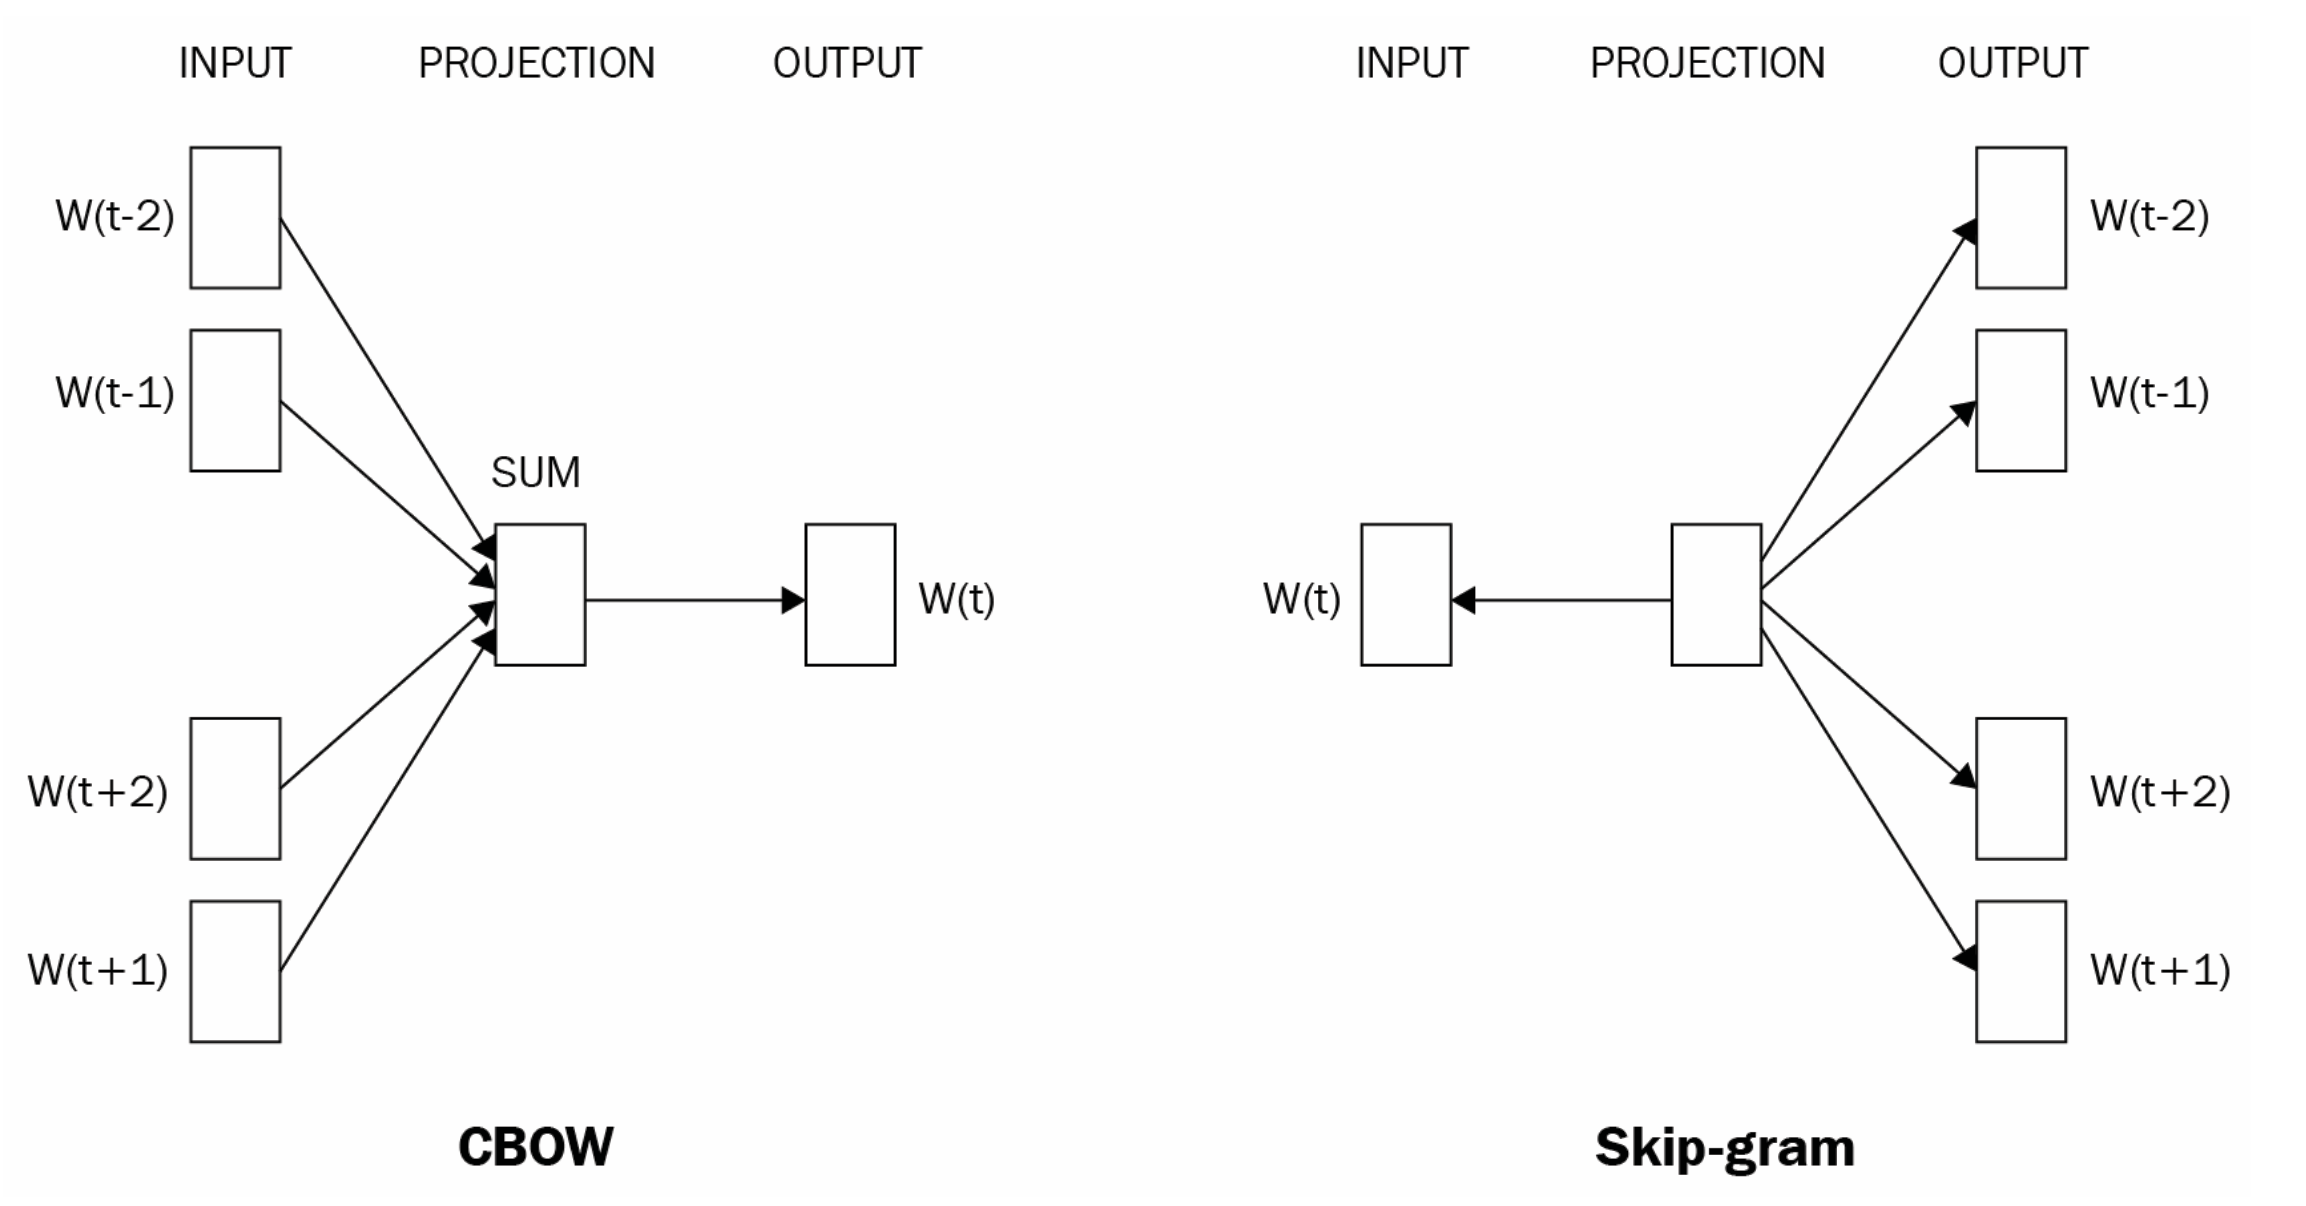 INPUT PROJECTION OUTPUT
W(t-2)
W(t-1)
SUM
W(t)
W(t+2)
W(t+1)
CBOW
INPUT PROJECTION OUTPUT
W(t-2)
W(t-1)
W(t)
W(t+2)
W(t+1)
Skip-gram